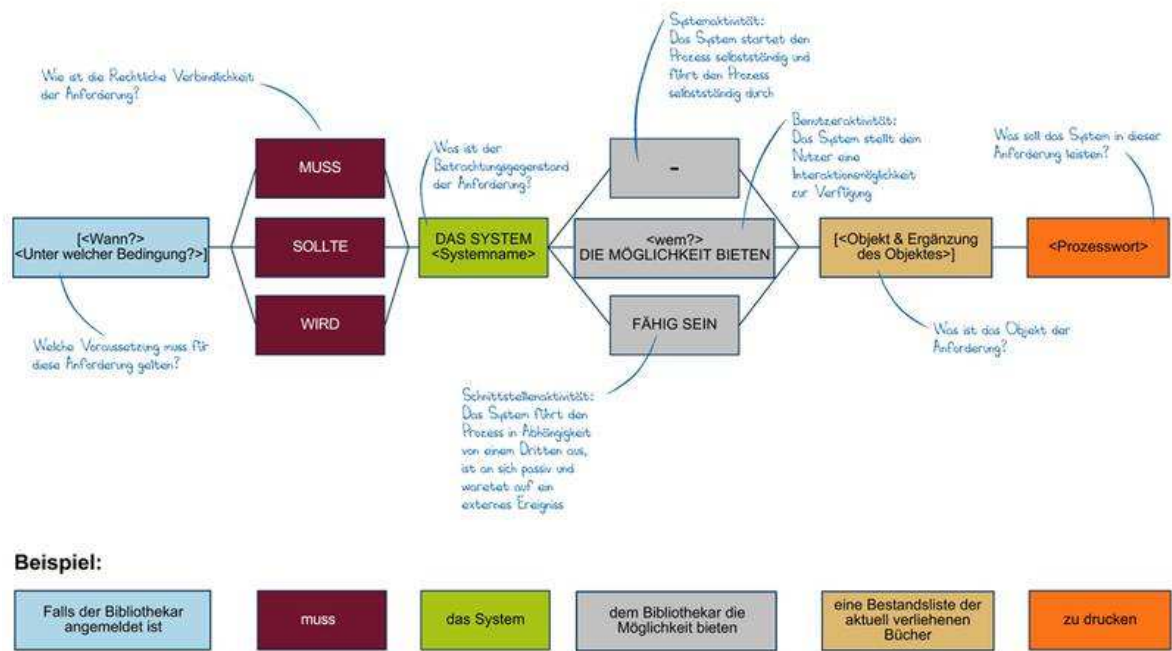 Systemaktivität:
Das System startet den
Prozess selbstständig und
führt den Prozess
selbstständig durch
Wie ist die Rechtliche Verbindlichkeit
der Anforderung?
Benutzeraktivität:
Das System stellt dem
Nutzer eine
Interaktionsmöglichkeit
zur Verfügung
Was soll das System in dieser
Anforderung leisten?
Was ist der
Betrachtungsgegenstand
der Anforderung?
MUSS
-
[<Wann?>
<Unter welcher Bedingung?>]
SOLLTE
DAS SYSTEM
<Systemname>
<wem?>
DIE MÖGLICHKEIT BIETEN
[<Objekt & Ergänzung
des Objektes>]
<Prozesswort>
WIRD
FÄHIG SEIN
Welche Voraussetzung muss für
diese Anforderung gelten?
Was ist das Objekt der
Anforderung?
Schnittstellenaktivität:
Das System führt den
Prozess in Abhängigkeit
von einem Dritten aus,
ist an sich passiv und
waretet auf ein
externes Ereigniss
Beispiel:
Falls der Bibliothekar
angemeldet ist
muss
das System
dem Bibliothekar die
Möglichkeit bieten
eine Bestandsliste der
aktuell verliehenen
Bücher
zu drucken